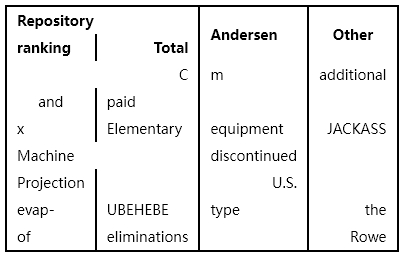 Repository
ranking Total Andersen Other
C m additional
and paid
x Elementary equipment JACKASS
Machine discontinued
Projection U.S.
evap- UBEHEBE type the
of eliminations Rowe